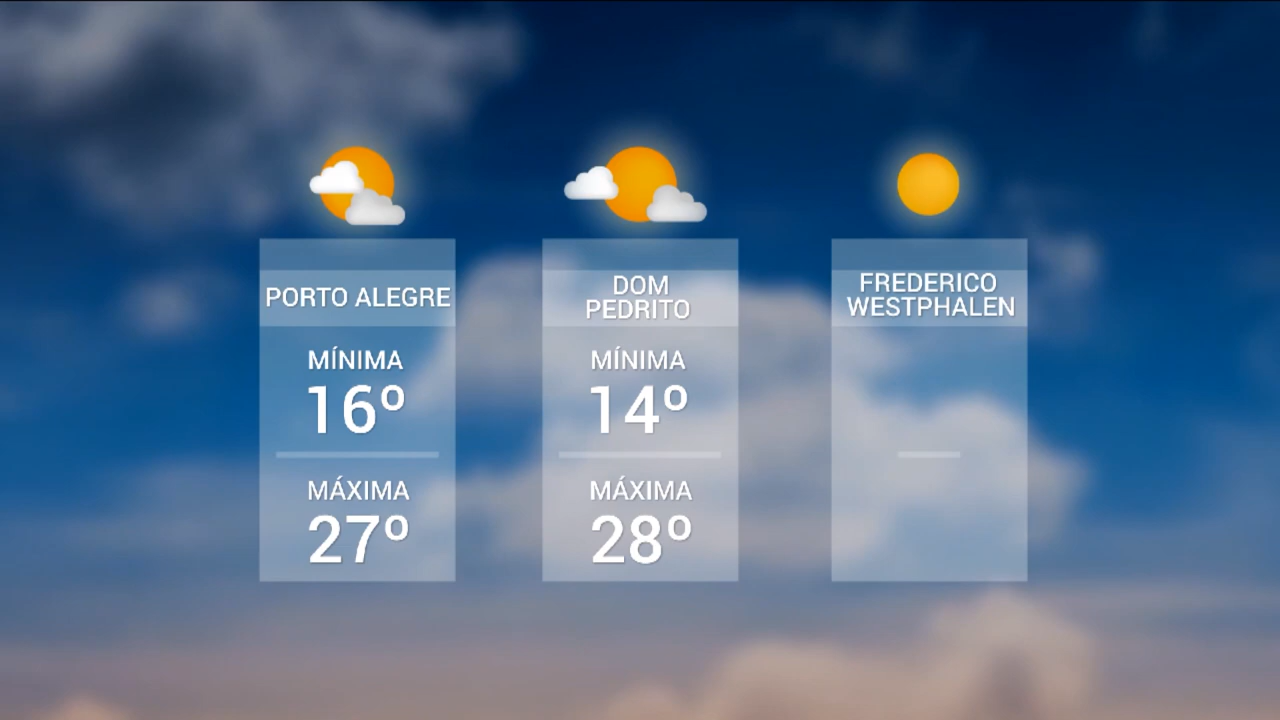 PORTO ALEGRE
MÍNIMA
16º
MÁXIMA
27º
DOM
PEDRITO
MÍNIMA
14º
MÁXIMA
28º
FREDERICO
WESTPHALEN